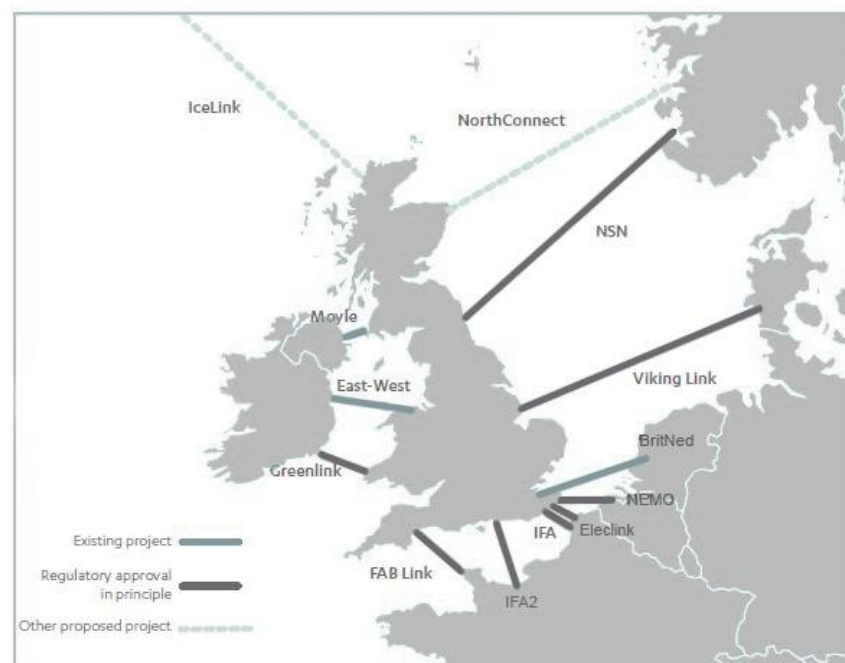 IceLink
NorthConnect
NSN
Moyle
East-West
Viking Link
BritNed
Greenlink
NEMO
IFA
Eleclink
FAB Link
IFA2
Existing project
Regulatory approval
in principle
Other proposed project